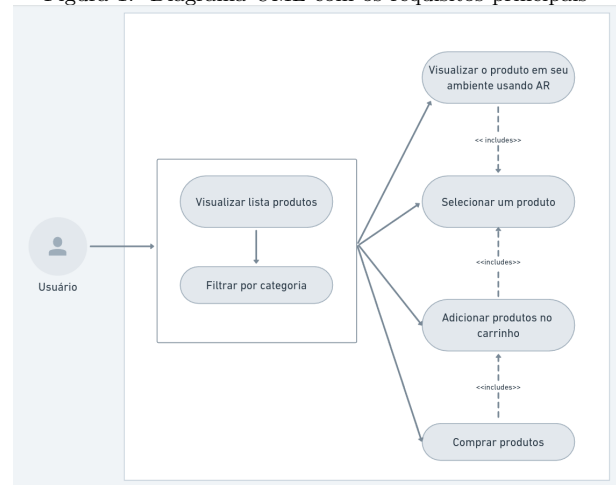 Figura 1. Diagrama UML com os requisitos principais
Visualizar o produto em seu
ambiente usando AR
<< includes>>
Visualizar lista produtos
Selecionar um produto
Usuário
<<includes>>
Filtrar por categoria
Adicionar produtos no
carrinho
<<includes>>
Comprar produtos